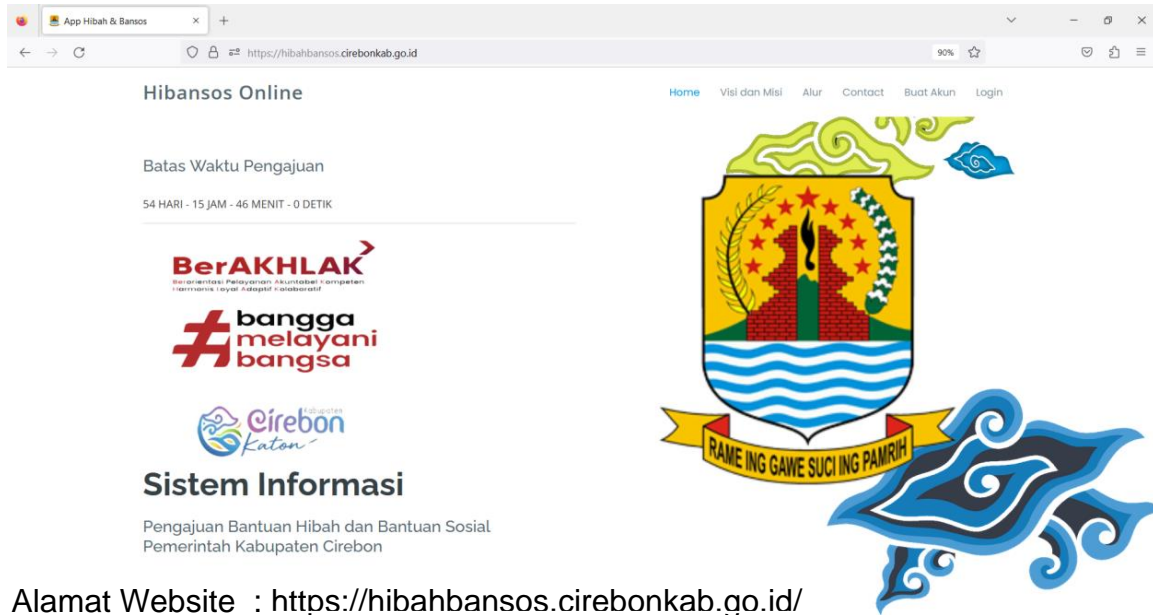 App Hibah & Bansos
https://hibahbansos.cirebonkab.go.id
90%
Hibansos Online
Home Visi dan Misi Alur Contact Buat Akun Login
Batas Waktu Pengajuan
54 HARI - 15 JAM - 46 MENIT - 0 DETIK
BerAKHLAK
Berorientasi Pelayanan Akuntabel Kompeten
Harmonis Loyal Adaptif Kolaboratif
#bangga
melayani
bangsa
Kabupaten
Cirebon
Katon
RAME ING GAWE SUCI ING PAMRIH
Sistem Informasi
Pengajuan Bantuan Hibah dan Bantuan Sosial
Pemerintah Kabupaten Cirebon
Alamat Website : https://hibahbansos.cirebonkab.go.id/